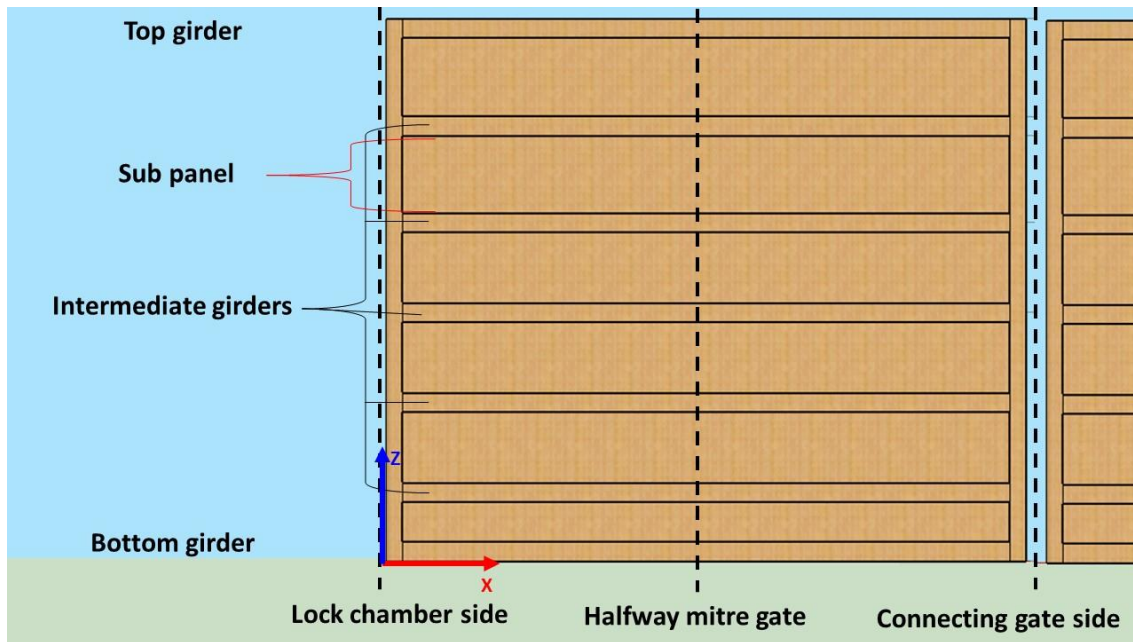 Top girder
Sub panel
Intermediate girders
Z
Bottom girder
X
Lock chamber side
Halfway mitre gate
Connecting gate side